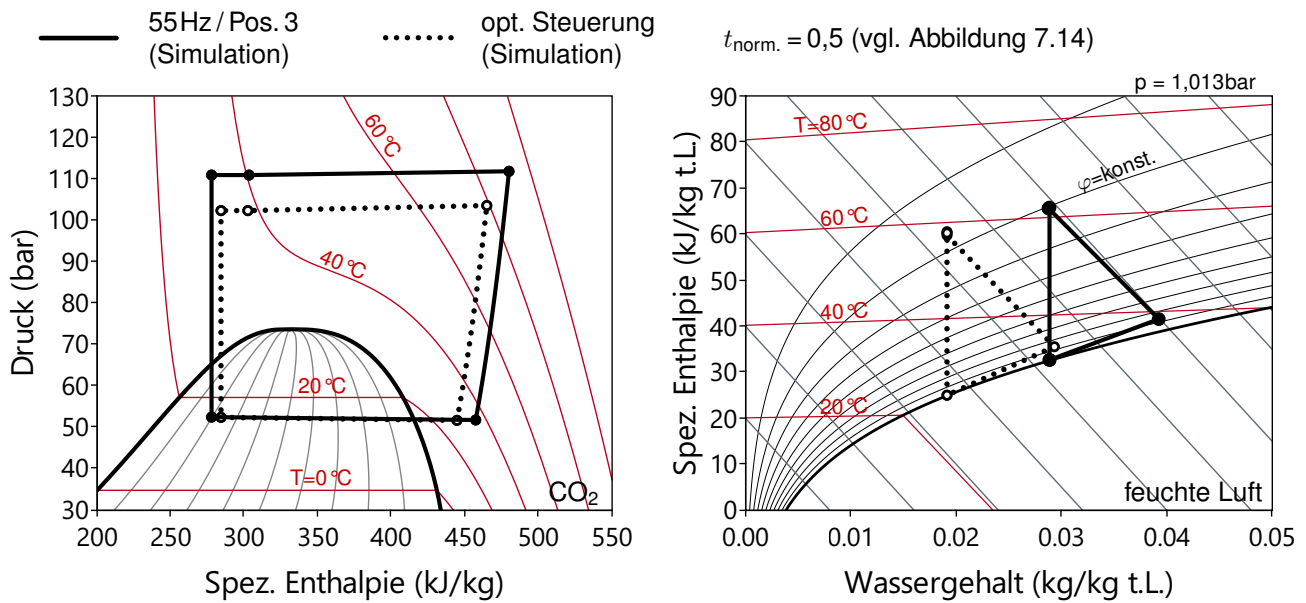 55Hz / Pos. 3
(Simulation)
opt. Steuerung
(Simulation)
tnorm. = 0,5 (vgl. Abbildung 7.14)
Druck (bar)
130
120
110
100
90
80
70
60
50
40
30
200
250
300
350
400
450
500
550
Spez. Enthalpie (kJ/kg)
60°C
40°C
20°C
T=0°C
CO₂
p = 1,013bar
Spez. Enthalpie (kJ/kg t.L.)
90
80
70
60
50
40
30
20
10
0
0.00
0.01
0.02
0.03
0.04
0.05
Wassergehalt (kg/kg t.L.)
T=80°C
φ=konst.
60°C
40°C
20°C
feuchte Luft